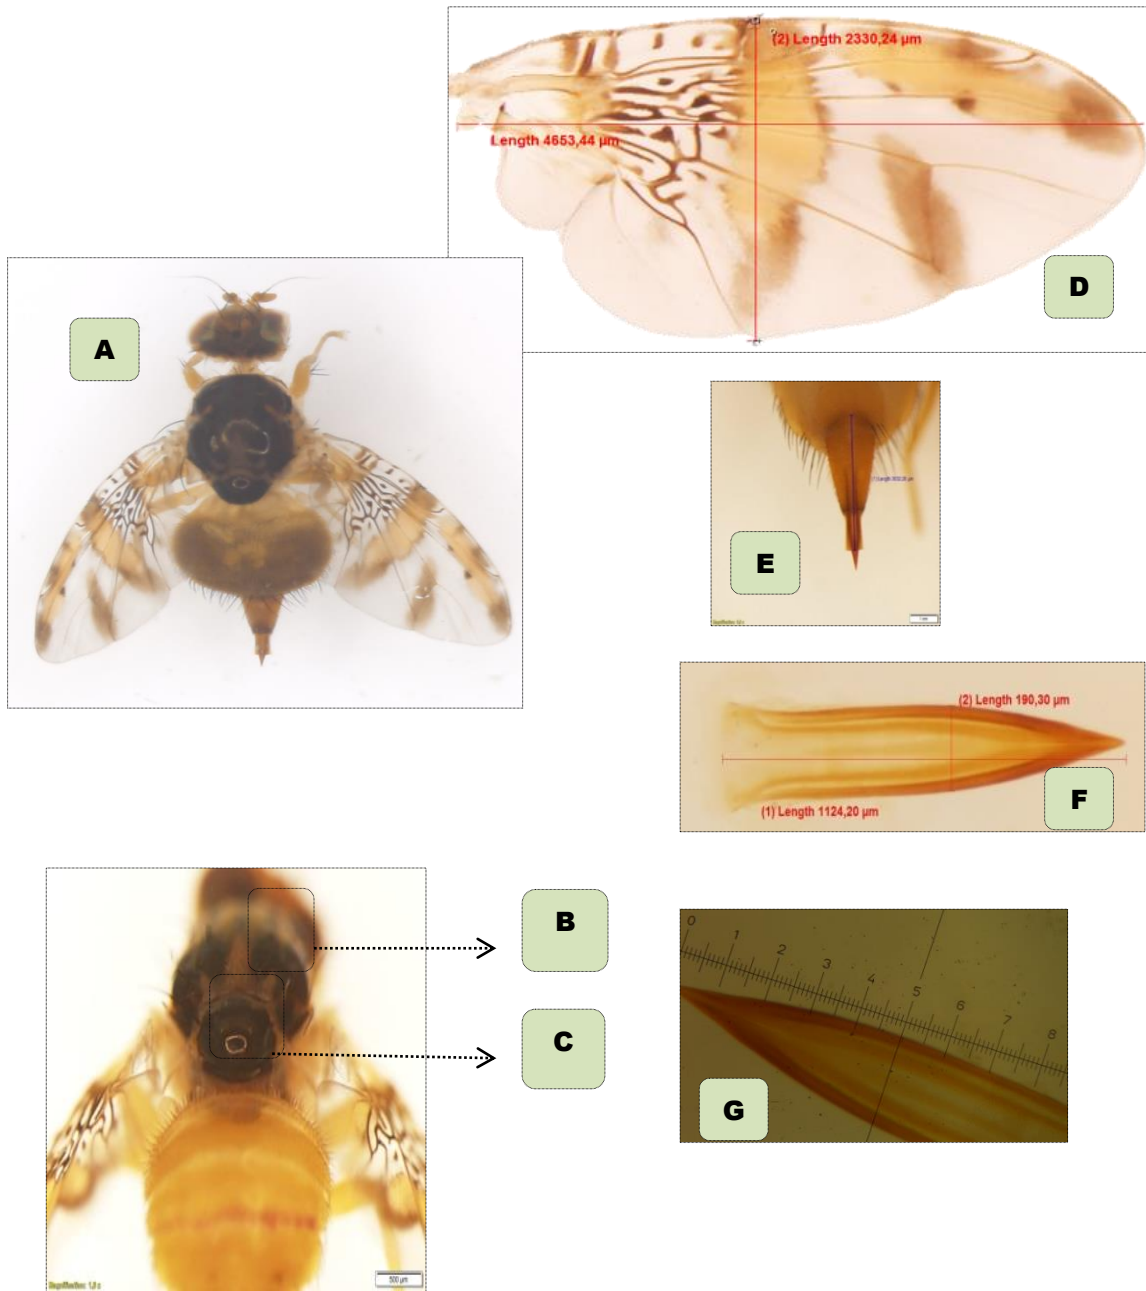 (2) Length 2330,24 µm
Length 4653,44 µm
D
A
E
(2) Length 190,30 µm
(1) Length 1124,20 µm
F
B
C
0 1 2 3 4 5 6 7 8
G
500 µm